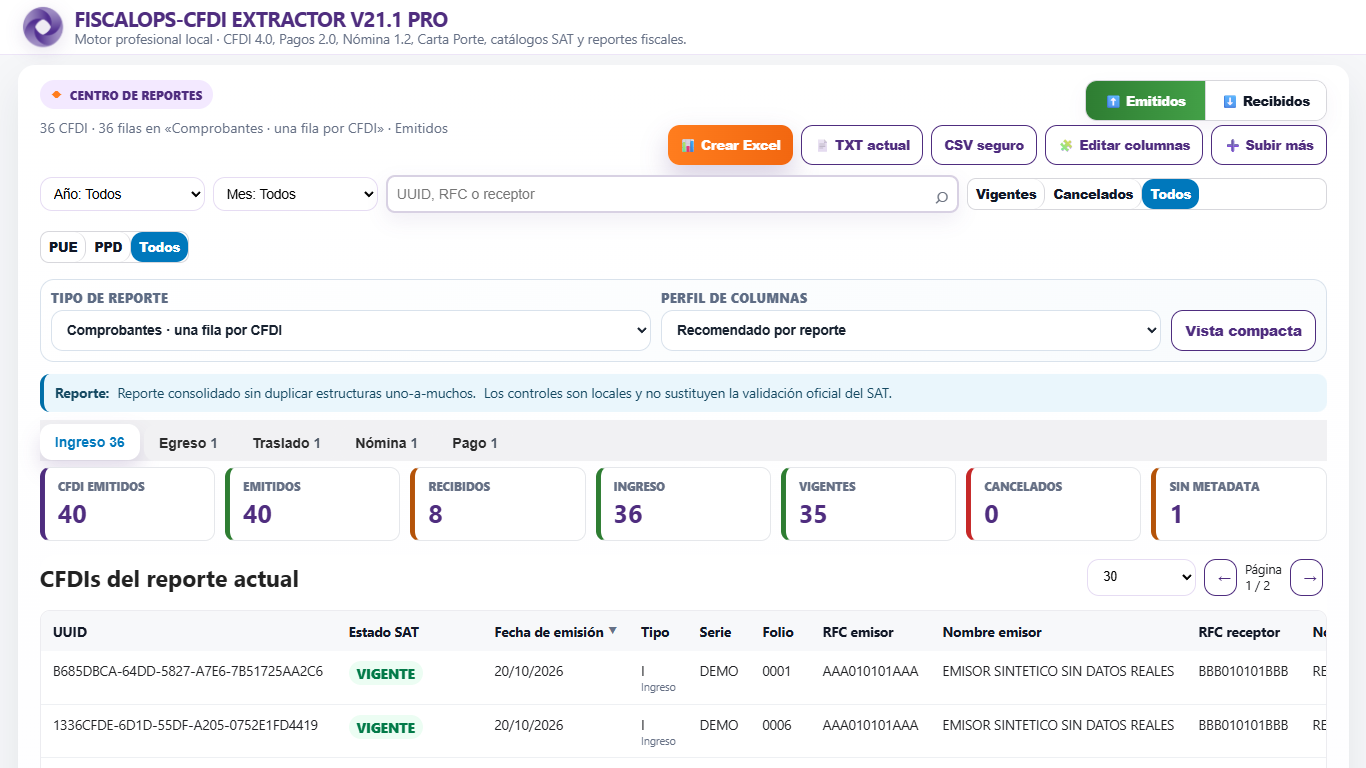 FISCALOPS-CFDI EXTRACTOR V21.1 PRO
Motor profesional local · CFDI 4.0, Pagos 2.0, Nómina 1.2, Carta Porte, catálogos SAT y reportes fiscales.
CENTRO DE REPORTES
Emitidos Recibidos
36 CFDI · 36 filas en «Comprobantes · una fila por CFDI» · Emitidos
Crear Excel TXT actual CSV seguro Editar columnas Subir más
Año: Todos Mes: Todos UUID, RFC o receptor Vigentes Cancelados Todos
PUE PPD Todos
TIPO DE REPORTE PERFIL DE COLUMNAS
Comprobantes · una fila por CFDI Recomendado por reporte Vista compacta
Reporte: Reporte consolidado sin duplicar estructuras uno-a-muchos. Los controles son locales y no sustituyen la validación oficial del SAT.
Ingreso 36 Egreso 1 Traslado 1 Nómina 1 Pago 1
CFDI EMITIDOS EMITIDOS RECIBIDOS INGRESO VIGENTES CANCELADOS SIN METADATA
40 40 8 36 35 0 1
CFDIs del reporte actual 30 ← Página 1 / 2 →
UUID Estado SAT Fecha de emisión Tipo Serie Folio RFC emisor Nombre emisor RFC receptor
B685DBCA-64DD-5827-A7E6-7B51725AA2C6 VIGENTE 20/10/2026 I DEMO 0001 AAA010101AAA EMISOR SINTETICO SIN DATOS REALES BBB010101BBB
Ingreso
1336CFDE-6D1D-55DF-A205-0752E1FD4419 VIGENTE 20/10/2026 I DEMO 0006 AAA010101AAA EMISOR SINTETICO SIN DATOS REALES BBB010101BBB
Ingreso